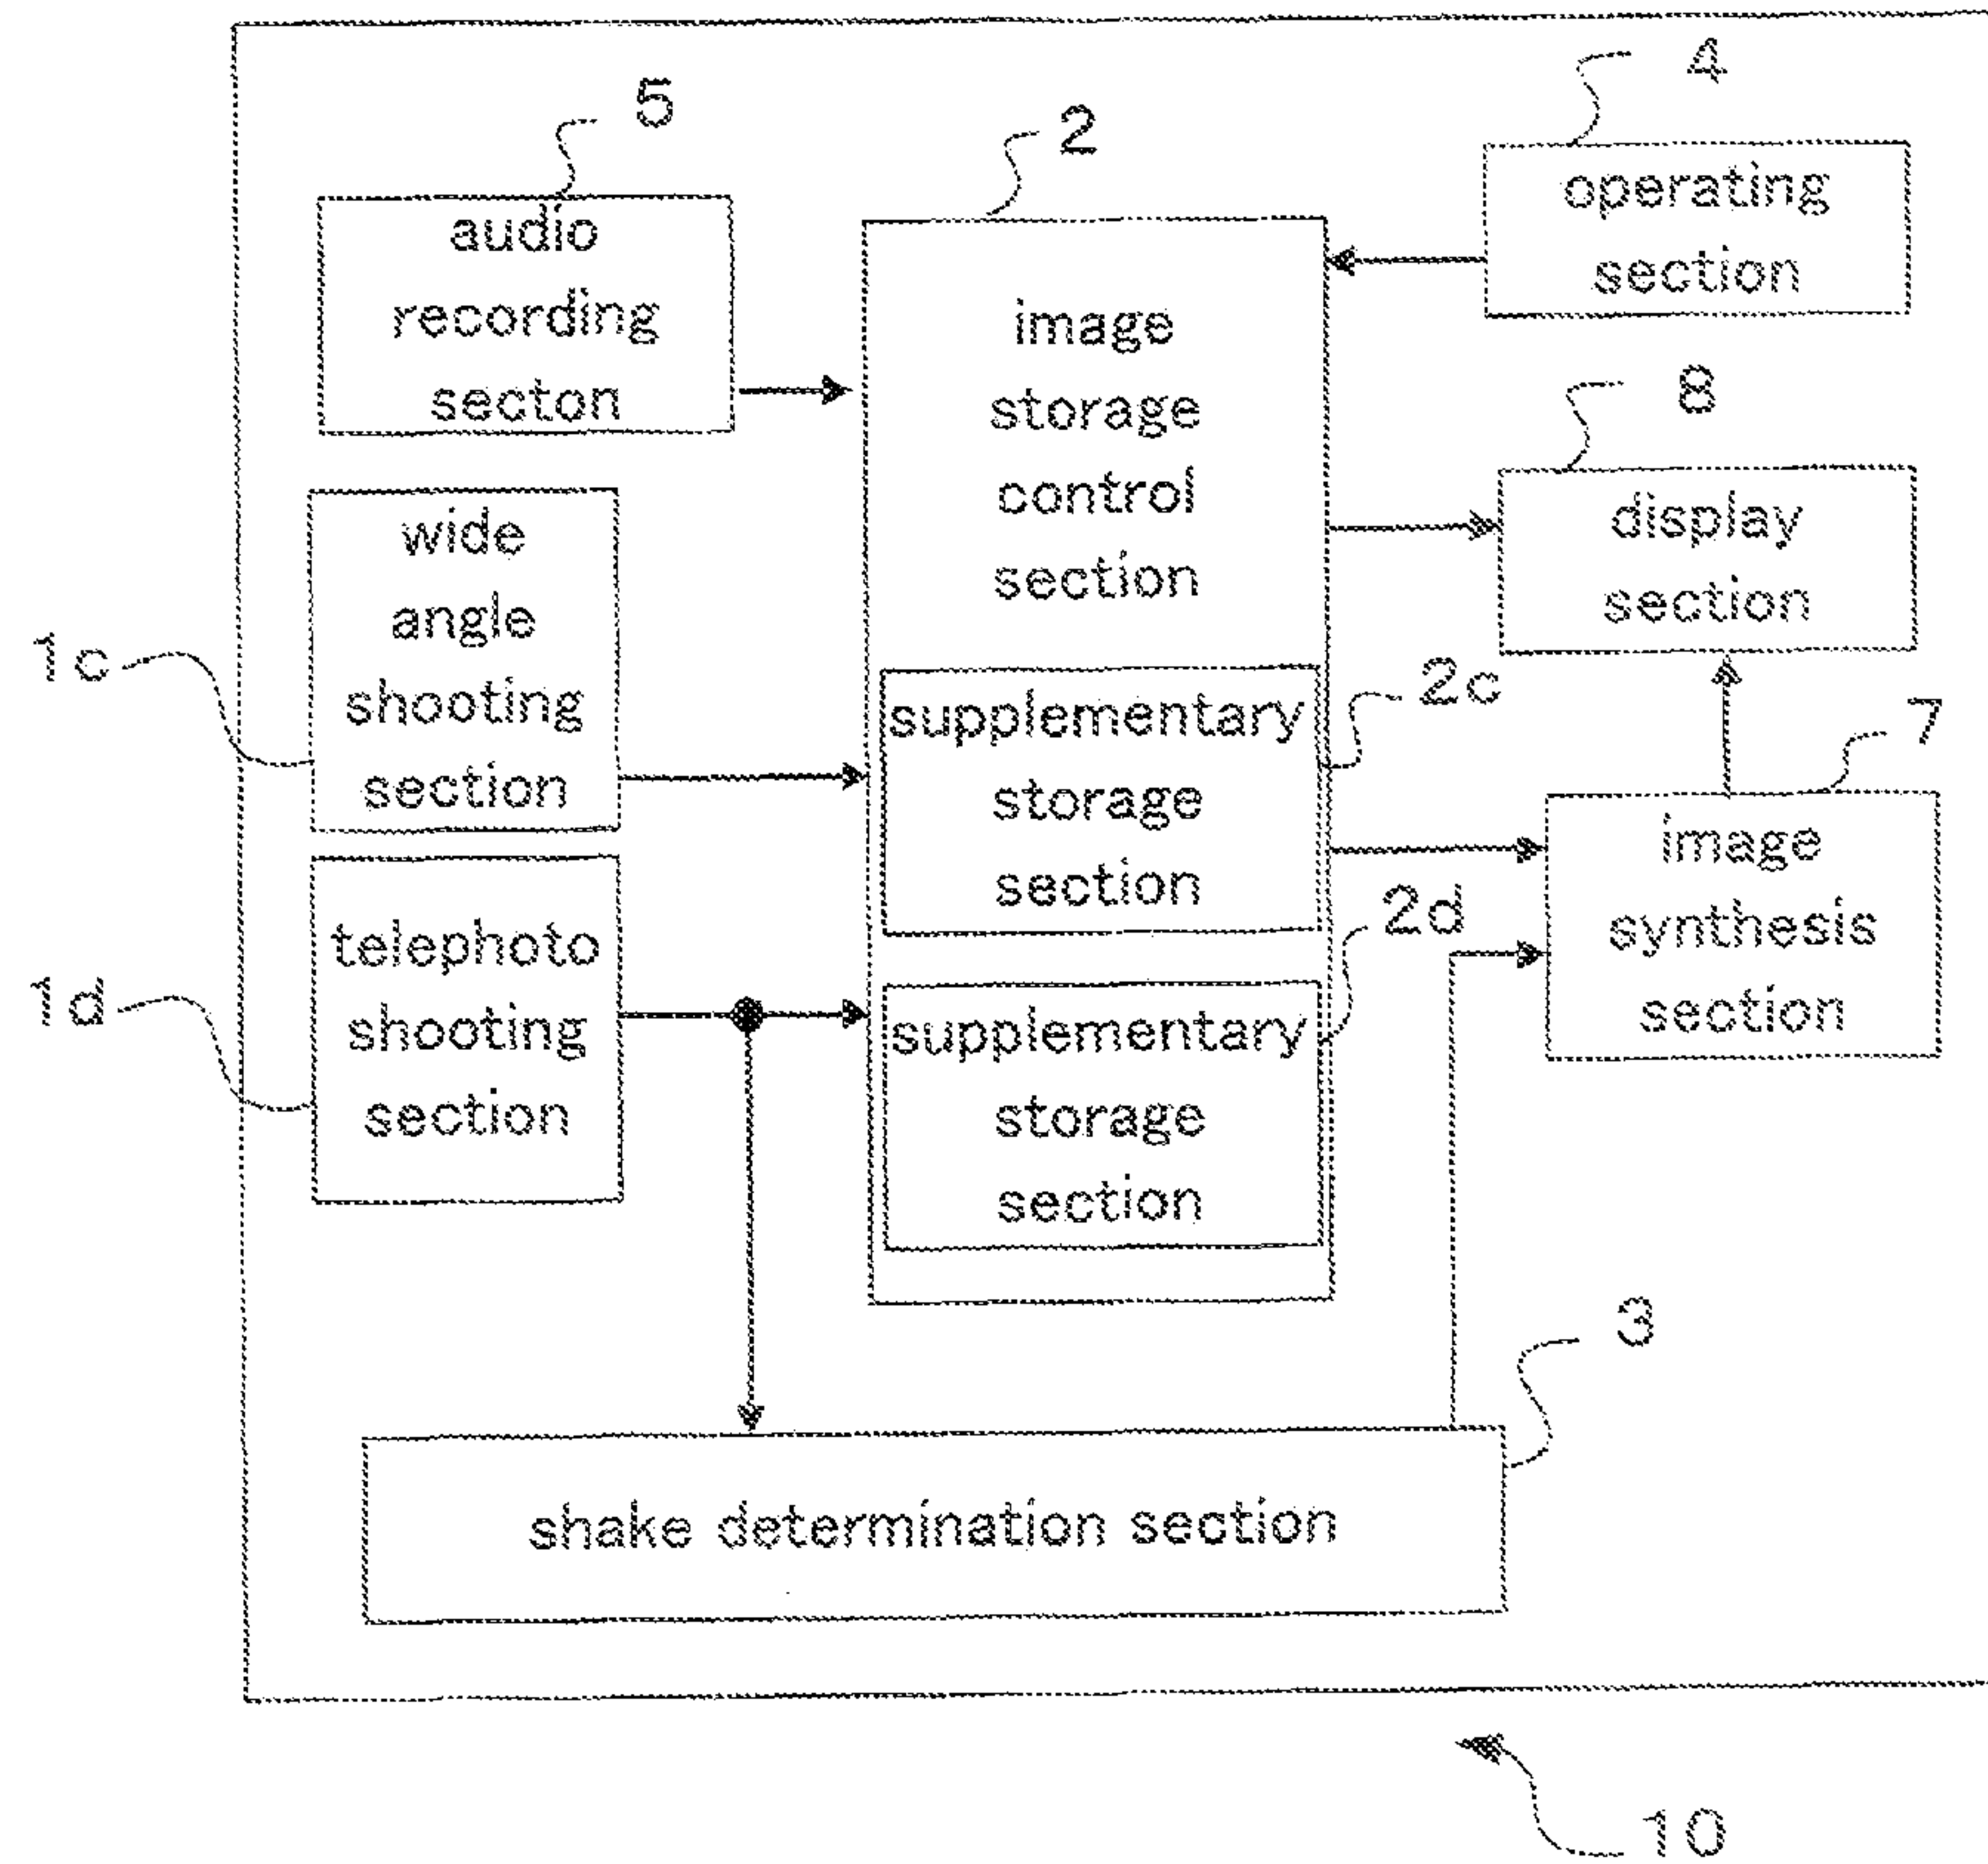 5
audio
recording
secton
2
image
storage
control
section
4
operating
section
8
display
section
1c
wide
angle
shooting
section
2c
supplementary
storage
section
7
image
synthesis
section
1d
telephoto
shooting
section
2d
supplementary
storage
section
3
shake determination section
10